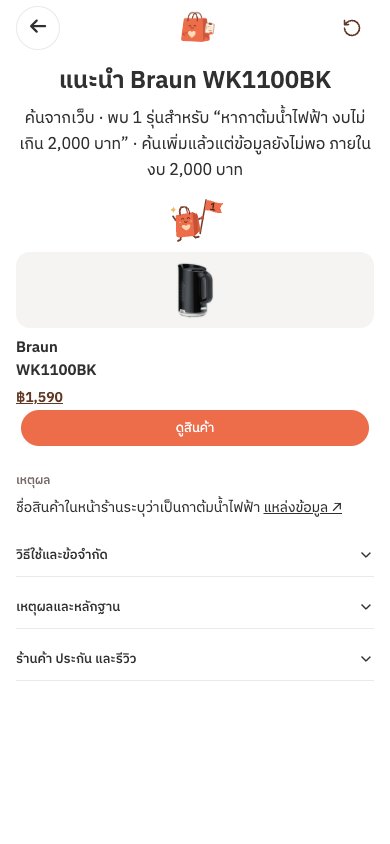 แนะนำ Braun WK1100BK
ค้นจากเว็บ · พบ 1 รุ่นสำหรับ “หากาต้มน้ำไฟฟ้า งบไม่
เกิน 2,000 บาท” · ค้นเพิ่มแล้วแต่ข้อมูลยังไม่พอ ภายใน
งบ 2,000 บาท
1
Braun
WK1100BK
฿1,590
ดูสินค้า
เหตุผล
ชื่อสินค้าในหน้าร้านระบุว่าเป็นกาต้มน้ำไฟฟ้า แหล่งข้อมูล ↗
วิธีใช้และข้อจำกัด
เหตุผลและหลักฐาน
ร้านค้า ประกัน และรีวิว